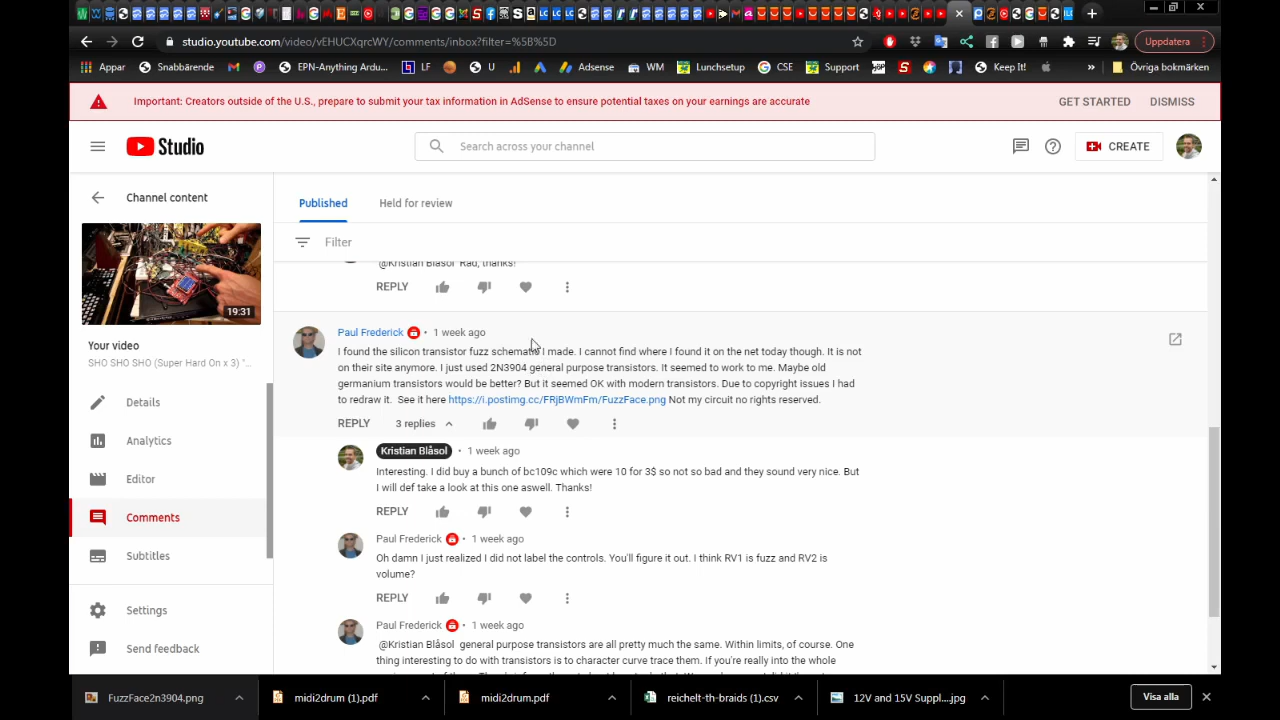 studio.youtube.com/video/vEHUCXqrcWY/comments/inbox?filter=%5B%5D
Uppdatera
Appar
Snabbärende
EPN-Anything Ardu...
LF
U
Adsense
WM
Lunchsetup
CSE
Support
Keep It!
»
Övriga bokmärken
Important: Creators outside of the U.S., prepare to submit your tax information in AdSense to ensure potential taxes on your earnings are accurate
GET STARTED
DISMISS
Studio
Search across your channel
CREATE
Channel content
19:31
Your video
SHO SHO SHO (Super Hard On x 3) "...
Details
Analytics
Editor
Comments
Subtitles
Settings
Send feedback
Published
Held for review
Filter
@Kristian Blåsol Rad, thanks!
REPLY
Paul Frederick • 1 week ago
I found the silicon transistor fuzz schematic I made. I cannot find where I found it on the net today though. It is not
on their site anymore. I just used 2N3904 general purpose transistors. It seemed to work to me. Maybe old
germanium transistors would be better? But it seemed OK with modern transistors. Due to copyright issues I had
to redraw it. See it here https://i.postimg.cc/FRjBWmFm/FuzzFace.png Not my circuit no rights reserved.
REPLY
3 replies
Kristian Blåsol • 1 week ago
Interesting. I did buy a bunch of bc109c which were 10 for 3$ so not so bad and they sound very nice. But
I will def take a look at this one aswell. Thanks!
REPLY
Paul Frederick • 1 week ago
Oh damn I just realized I did not label the controls. You'll figure it out. I think RV1 is fuzz and RV2 is
volume?
REPLY
Paul Frederick • 1 week ago
@Kristian Blåsol general purpose transistors are all pretty much the same. Within limits, of course. One
thing interesting to do with transistors is to character curve trace them. If you're really into the whole
FuzzFace2n3904.png
midi2drum (1).pdf
midi2drum.pdf
reichelt-th-braids (1).csv
12V and 15V Suppl...jpg
Visa alla